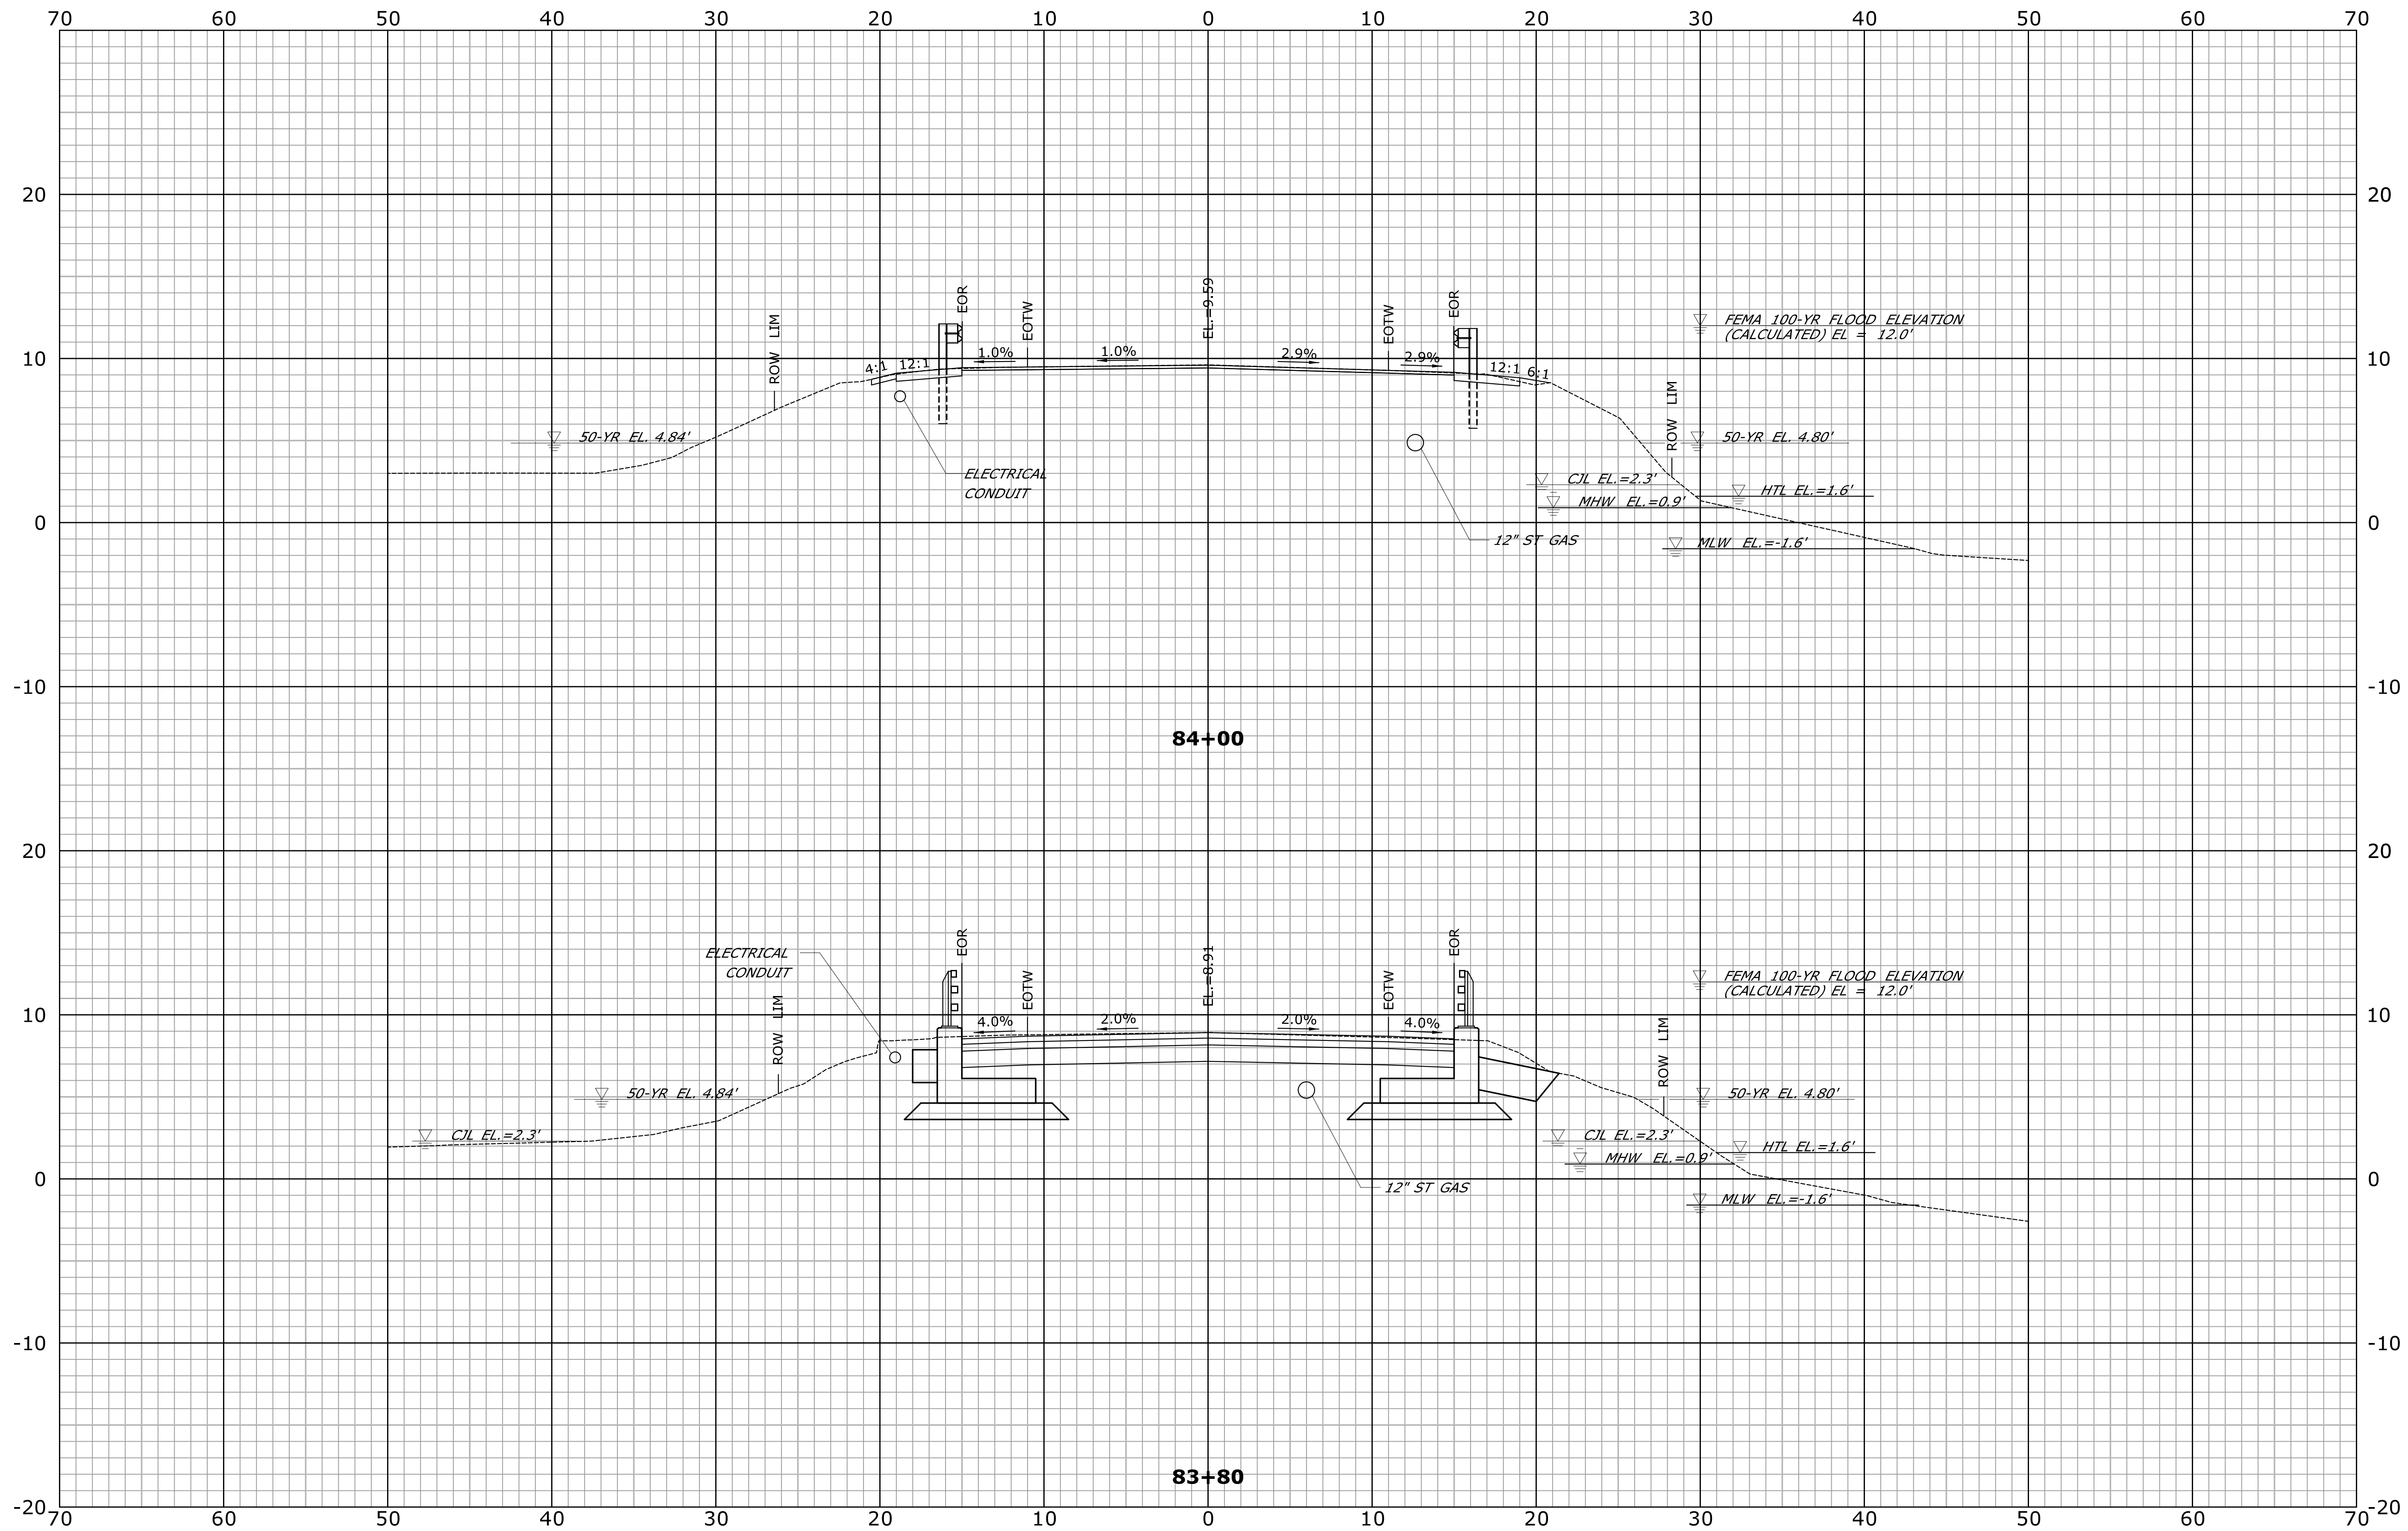 70 60 50 40 30 20 10 0 10 20 30 40 50 60 70
20 20
EL.=9.59
EOR
EOR
EOTW
EOTW
ROW LIM
FEMA 100-YR FLOOD ELEVATION
(CALCULATED) EL = 12.0'
10 10
4:1 12:1 1.0% 1.0% 2.9% 2.9% 12:1 6:1
ROW LIM
50-YR EL. 4.84'
50-YR EL. 4.80'
ELECTRICAL
CONDUIT
CJL EL.=2.3'
HTL EL.=1.6'
MHW EL.=0.9'
0 0
12" ST GAS
MLW EL.=-1.6'
-10 -10
84+00
20 20
EL.=8.91
EOR
EOR
ELECTRICAL
CONDUIT
EOTW
EOTW
ROW LIM
FEMA 100-YR FLOOD ELEVATION
(CALCULATED) EL = 12.0'
10 10
4.0% 2.0% 2.0% 4.0%
ROW LIM
50-YR EL. 4.84'
50-YR EL. 4.80'
CJL EL.=2.3'
CJL EL.=2.3'
HTL EL.=1.6'
MHW EL.=0.9'
0 0
12" ST GAS
MLW EL.=-1.6'
-10 -10
83+80
-20 -20
70 60 50 40 30 20 10 0 10 20 30 40 50 60 70